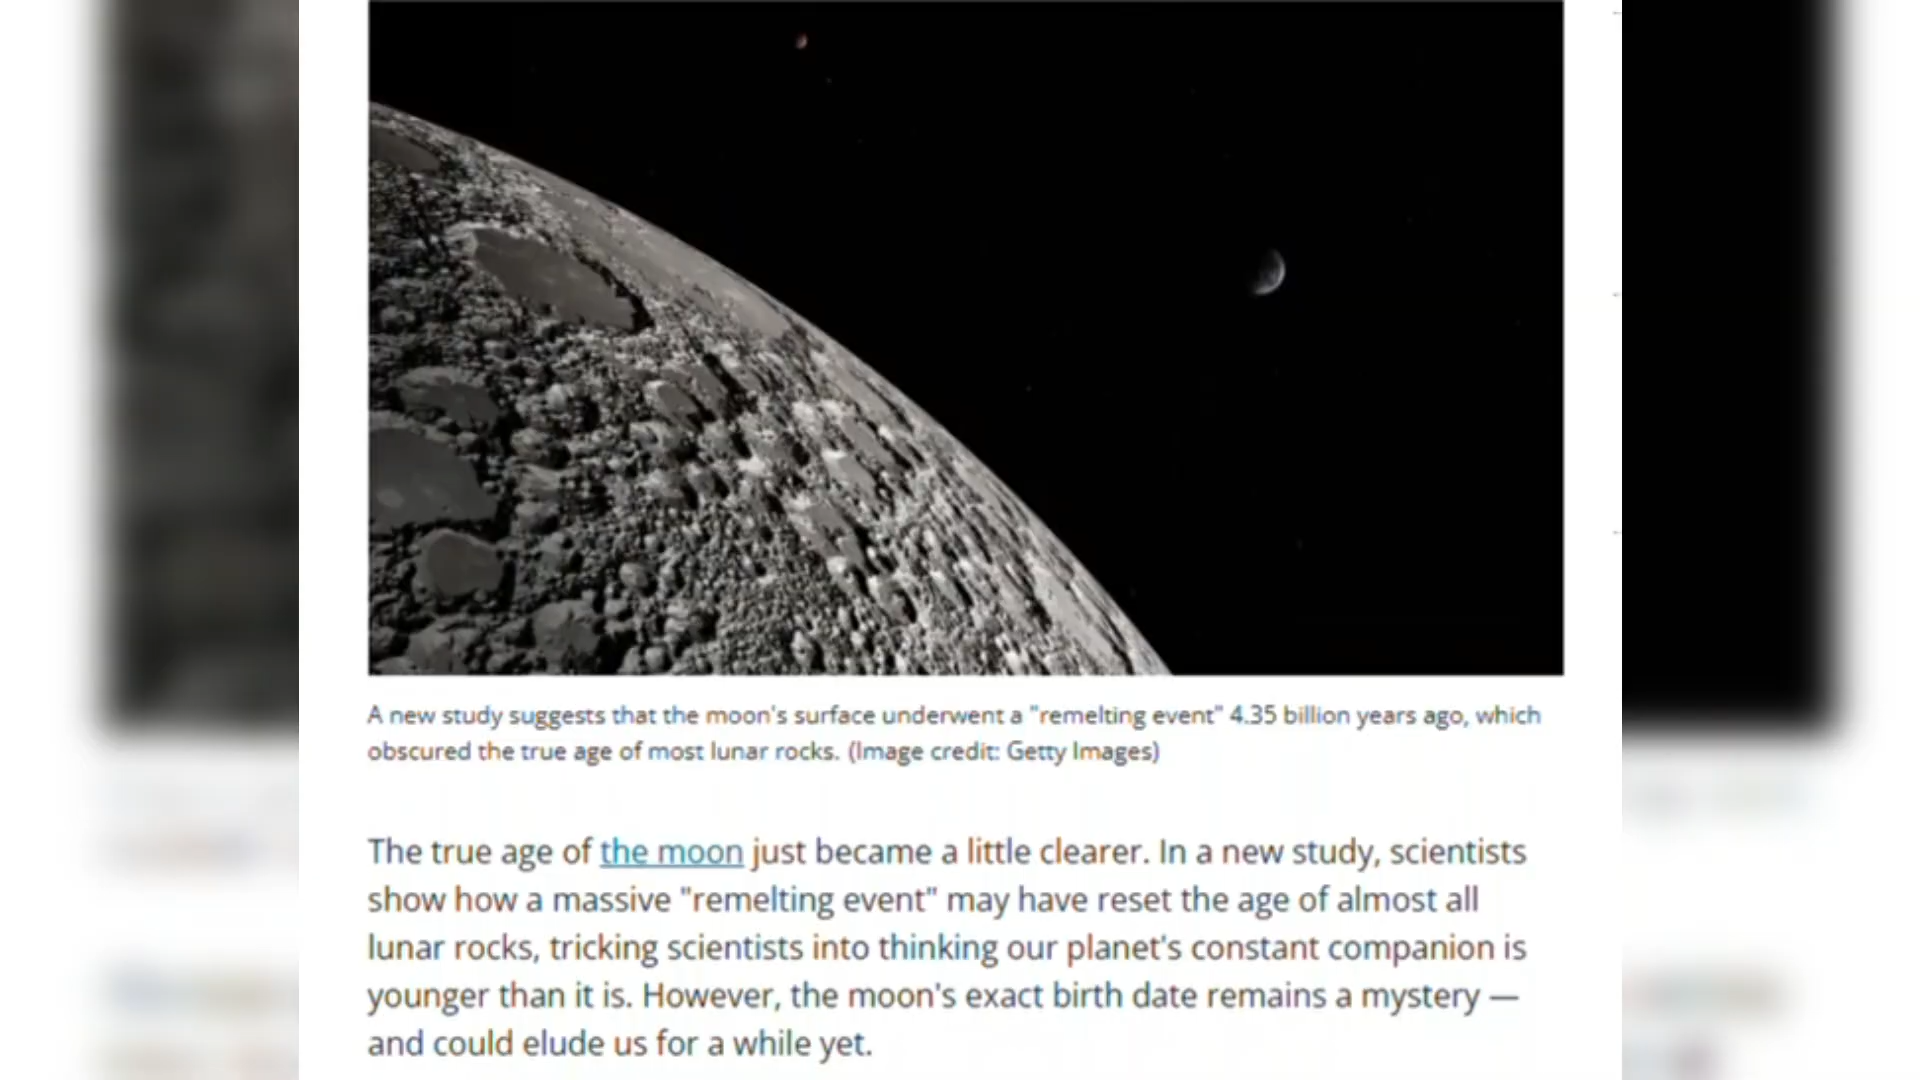 A new study suggests that the moon's surface underwent a "remelting event" 4.35 billion years ago, which
obscured the true age of most lunar rocks. (Image credit: Getty Images)
The true age of the moon just became a little clearer. In a new study, scientists
show how a massive "remelting event" may have reset the age of almost all
lunar rocks, tricking scientists into thinking our planet's constant companion is
younger than it is. However, the moon's exact birth date remains a mystery —
and could elude us for a while yet.